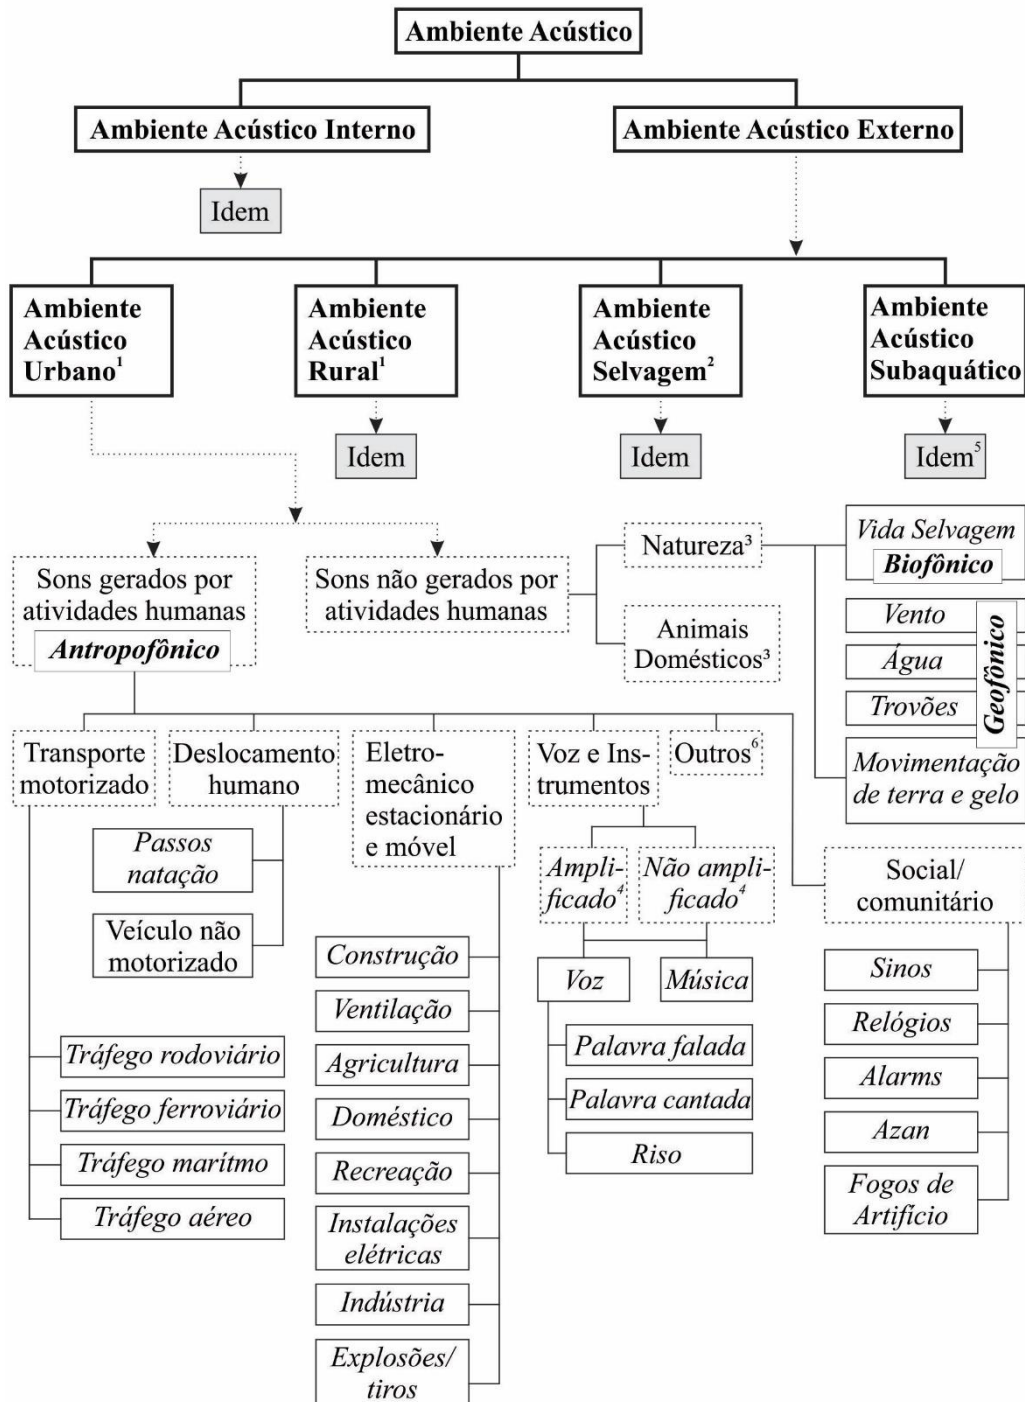 Ambiente Acústico
Ambiente Acústico Interno
Ambiente Acústico Externo
Idem
Ambiente
Acústico
Urbano¹
Ambiente
Acústico
Rural¹
Ambiente
Acústico
Selvagem²
Ambiente
Acústico
Subaquático
Idem
Idem
Idem⁵
Sons gerados por
atividades humanas
Antropofônico
Sons não gerados por
atividades humanas
Natureza³
Animais
Domésticos³
Vida Selvagem
Biofônico
Vento
Água
Trovões
Geofônico
Movimentação
de terra e gelo
Transporte
motorizado
Deslocamento
humano
Eletro-
mecânico
estacionário
e móvel
Voz e Ins-
trumentos
Outros⁶
Passos
natação
Veículo não
motorizado
Ampli-
ficado⁴
Não ampli-
ficado⁴
Social/
comunitário
Tráfego rodoviário
Tráfego ferroviário
Tráfego marítmo
Tráfego aéreo
Construção
Ventilação
Agricultura
Doméstico
Recreação
Instalações
elétricas
Indústria
Explosões/
tiros
Voz
Música
Palavra falada
Palavra cantada
Riso
Sinos
Relógios
Alarms
Azan
Fogos de
Artifício